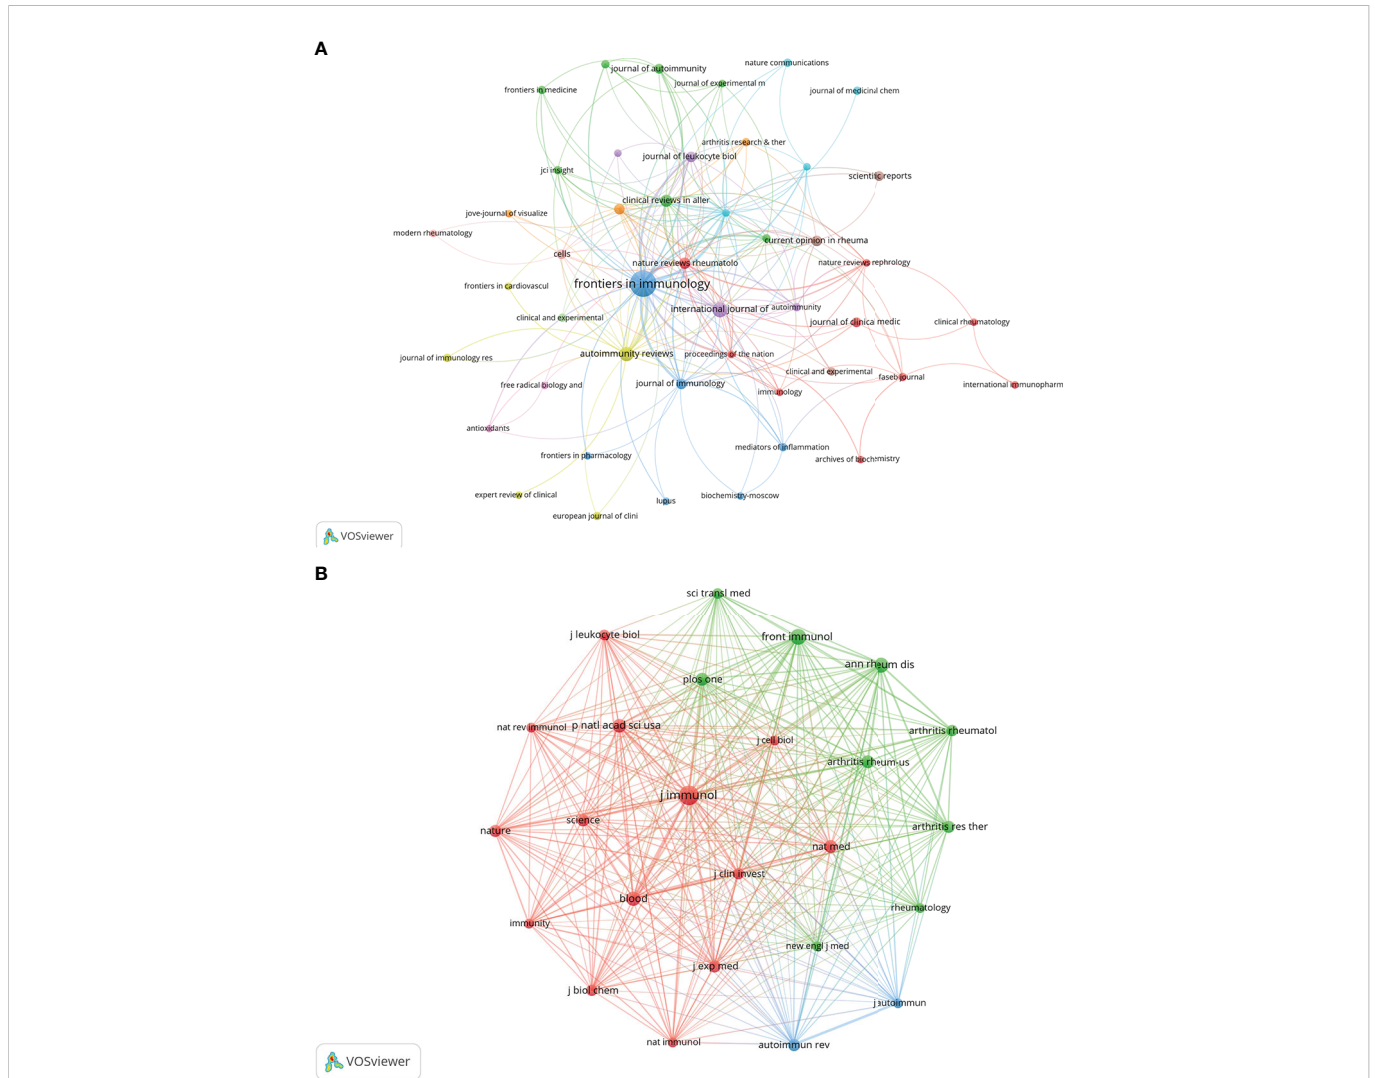 A
nature communications
journal of autoimmunity
journal of experimental m
frontiers in medicine
journal of medicinul chem
arthritis research & ther
journal of leukocyte biol
jci insight
scientific reports
clinical reviews in aller
jove-journal of visualize
modern rheumatology
current opinion in rheuma
cells
nature reviews rheumatolo
nature reviews rephrology
frontiers in immunology
frontiers in cardiovascul
international journal of
autoimmunity
clinical and experimental
journal of clinica medic
clinical rheumatology
autoimmunity reviews
proceedings of the nation
journal of immunology res
clinical and experimental
faseb journal
free radical biology and
journal of immunology
immunology
international immunopharm
antioxidants
mediators of inflammation
frontiers in pharmacology
archives of biochemistry
expert review of clinical
lupus
biochemistry-moscow
european journal of clini
VOSviewer
B
sci transl med
j leukocyte biol
front immunol
ann rheum dis
plos one
nat rev immunol
p natl acad sci usa
j cell biol
arthritis rheumatol
arthritis rheum-us
j immunol
science
nature
arthritis res ther
nat med
j clin invest
blood
rheumatology
immunity
new engl j med
j exp med
j biol chem
j autoimmun
nat immunol
autoimmun rev
VOSviewer